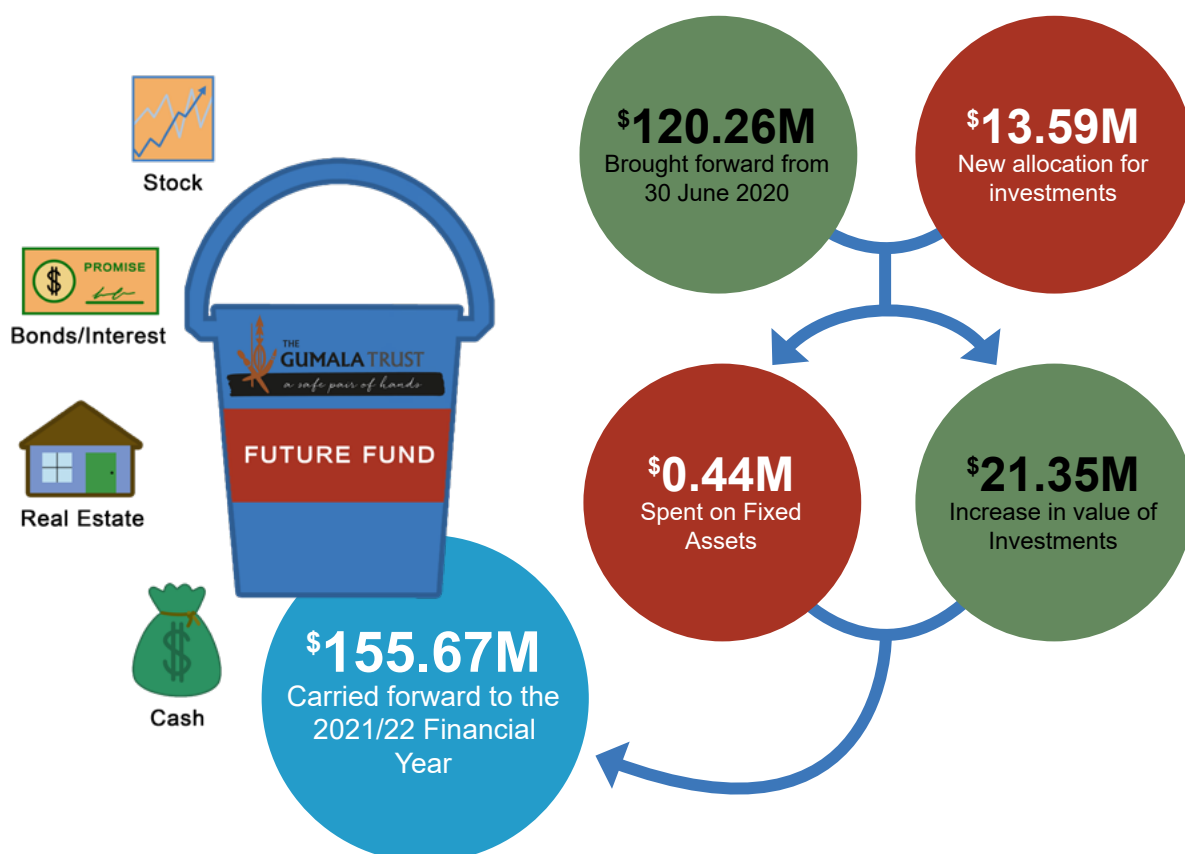 Stock
$
PROMISE
Bonds/Interest
Real Estate
$
Cash
THE
GUMALA TRUST
a safe pair of hands
FUTURE FUND
$120.26M
Brought forward from
30 June 2020
$13.59M
New allocation for
investments
$0.44M
Spent on Fixed
Assets
$21.35M
Increase in value of
Investments
$155.67M
Carried forward to the
2021/22 Financial
Year